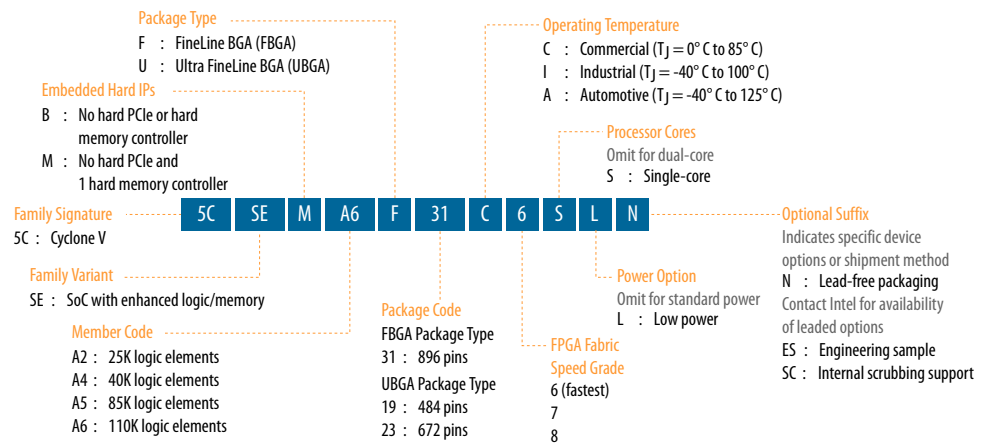 Package Type
F : FineLine BGA (FBGA)
U : Ultra FineLine BGA (UBGA)
Embedded Hard IPs
B : No hard PCIe or hard
memory controller
M : No hard PCIe and
1 hard memory controller
Operating Temperature
C : Commercial (TJ = 0° C to 85° C)
I : Industrial (TJ = -40° C to 100° C)
A : Automotive (TJ = -40° C to 125° C)
Processor Cores
Omit for dual-core
S : Single-core
5C SE M A6 F 31 C 6 S L N
Family Signature
5C : Cyclone V
Family Variant
SE : SoC with enhanced logic/memory
Member Code
A2 : 25K logic elements
A4 : 40K logic elements
A5 : 85K logic elements
A6 : 110K logic elements
Package Code
FBGA Package Type
31 : 896 pins
UBGA Package Type
19 : 484 pins
23 : 672 pins
FPGA Fabric
Speed Grade
6 (fastest)
7
8
Power Option
Omit for standard power
L : Low power
Optional Suffix
Indicates specific device
options or shipment method
N : Lead-free packaging
Contact Intel for availability
of leaded options
ES : Engineering sample
SC : Internal scrubbing support